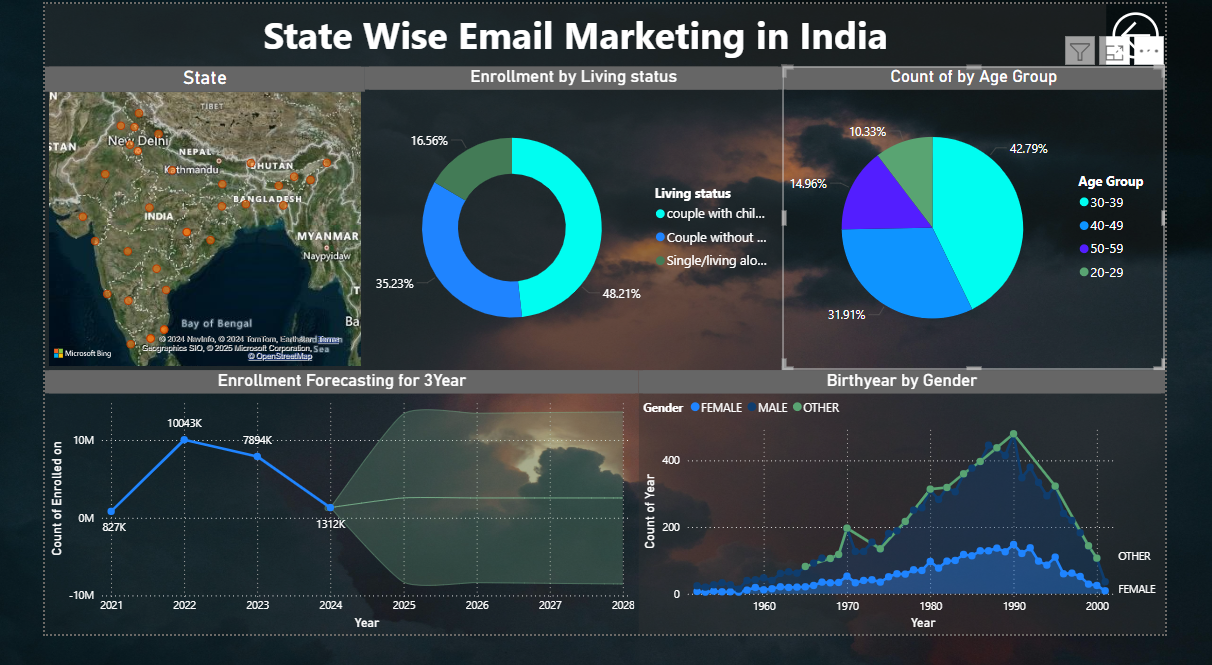 State Wise Email Marketing in India
State
Enrollment by Living status
Count of by Age Group
N
TIBET
STAN
New Delhi
NEPAL
Kathmandu
BHUTAN
BANGLADESH
INDIA
MYANMAR
Naypyidaw
T
Ba
Bay of Bengal
© 2024 NavInfo, © 2024 TomTom, EarthstarI Terms
Geographics SIO, © 2025 Microsoft Corporation, Sea
© OpenStreetMap
Microsoft Bing
16.56%
35.23%
48.21%
Living status
couple with chil...
Couple without ...
Single/living alo...
10.33%
14.96%
31.91%
42.79%
Age Group
30-39
40-49
50-59
20-29
Enrollment Forecasting for 3Year
Count of Enrolled on
10M
0M
-10M
827K
10043K
7894K
1312K
2021 2022 2023 2024 2025 2026 2027 2028
Year
Birthyear by Gender
Gender FEMALE MALE OTHER
Count of Year
400
200
0
OTHER
FEMALE
1960 1970 1980 1990 2000
Year